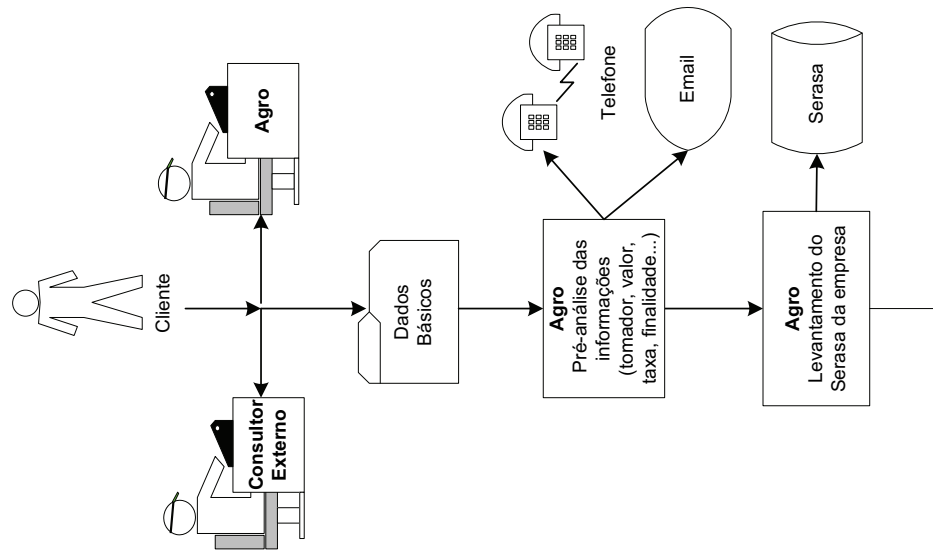 Cliente
Consultor
Externo
Agro
Dados
Básicos
Agro
Pré-análise das
informações
(tomador, valor,
taxa, finalidade...)
Telefone
Email
Agro
Levantamento do
Serasa da empresa
Serasa